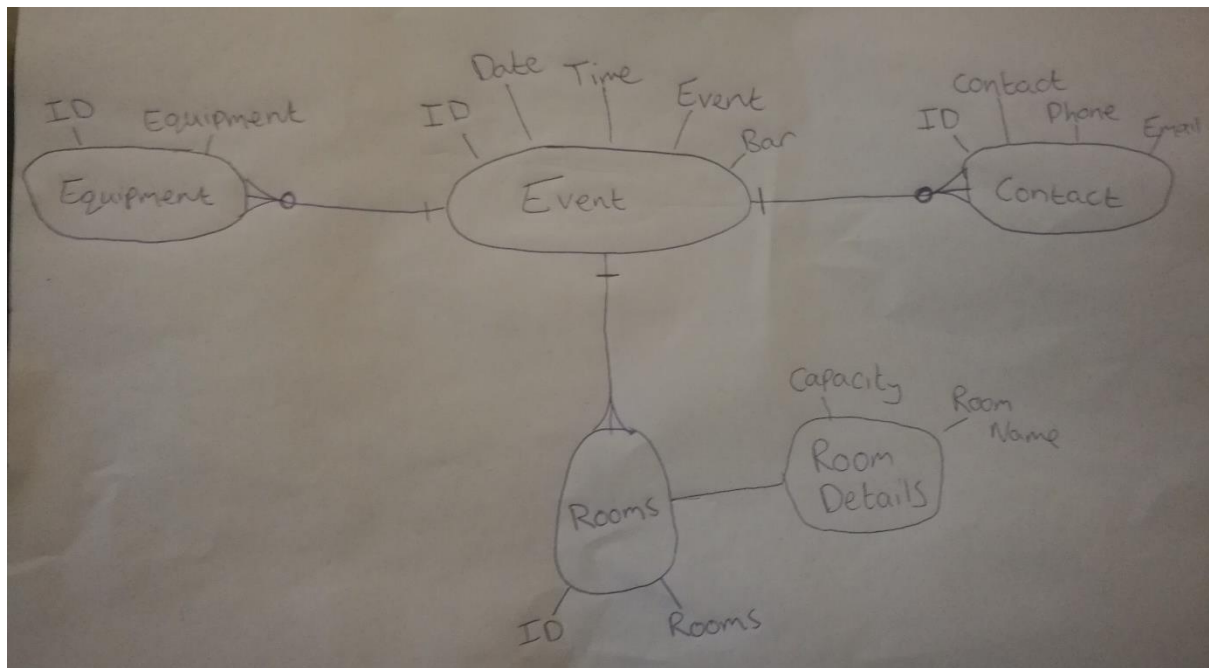 ID
Equipment
Equipment
ID
Date
Time
Event
Bar
Event
ID
Contact
Phone
Email
Contact
Capacity
Room
Name
Room
Details
Rooms
ID
Rooms